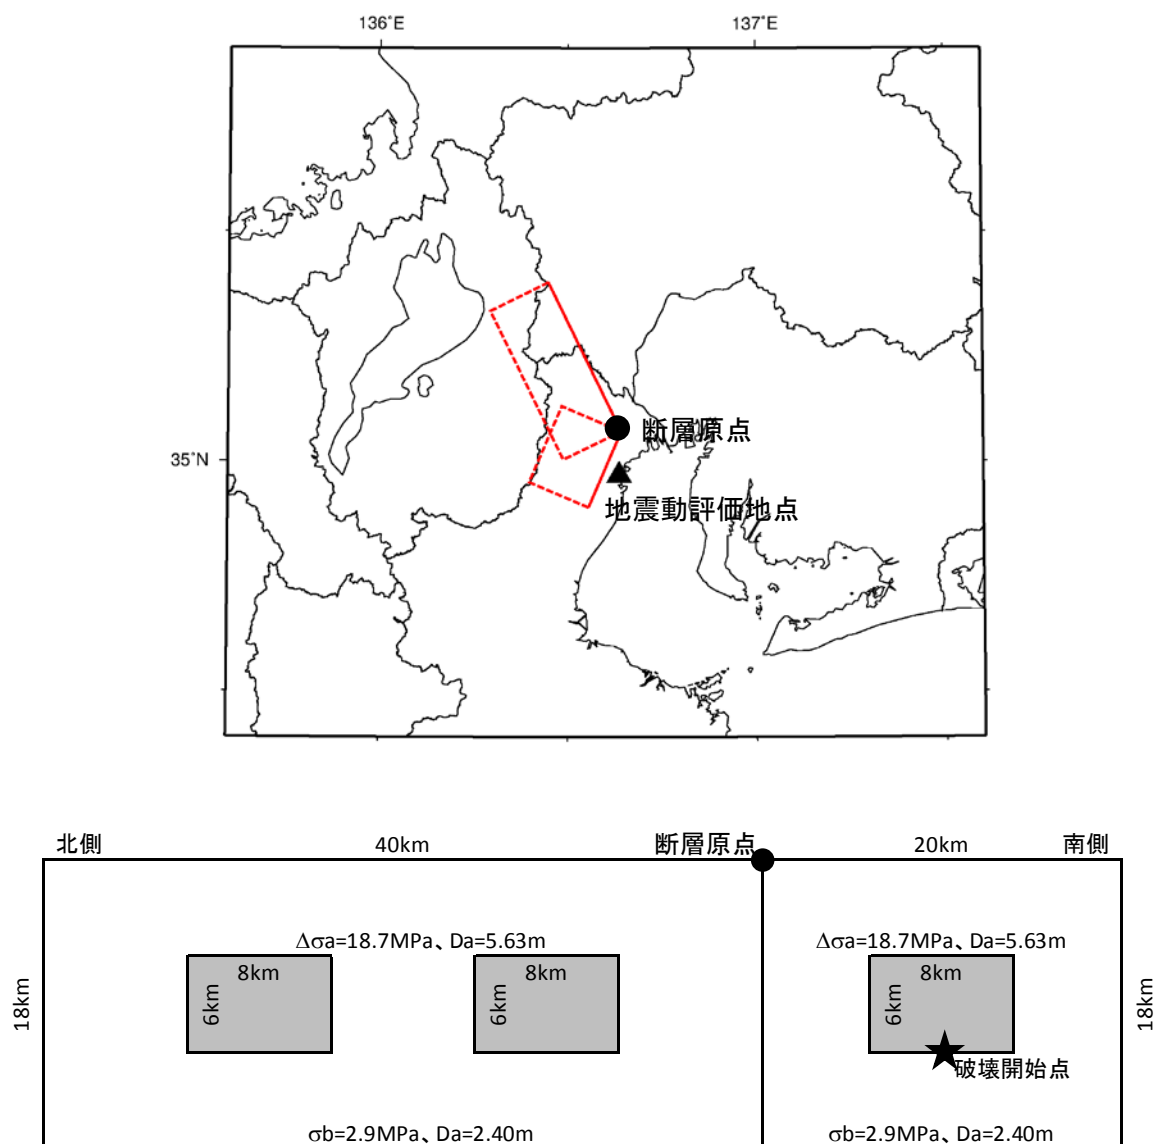 136°E 137°E
35°N
断層原点
地震動評価地点
北側 40km 断層原点 20km 南側
Δσa=18.7MPa、Da=5.63m Δσa=18.7MPa、Da=5.63m
8km 8km 8km
18km 6km 6km 6km 18km
破壊開始点
σb=2.9MPa、Da=2.40m σb=2.9MPa、Da=2.40m